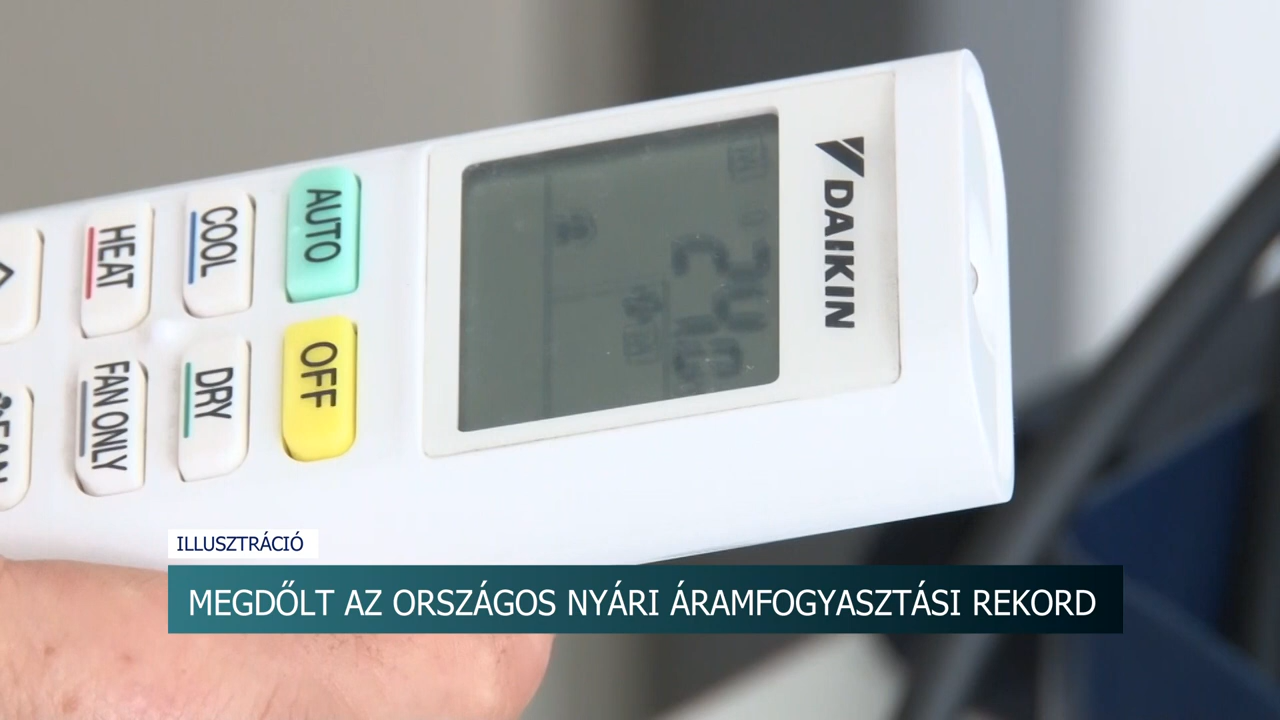 DAIKIN
AUTO
OFF
COOL
DRY
HEAT
FAN ONLY
ILLUSZTRÁCIÓ
MEGDŐLT AZ ORSZÁGOS NYÁRI ÁRAMFOGYASZTÁSI REKORD